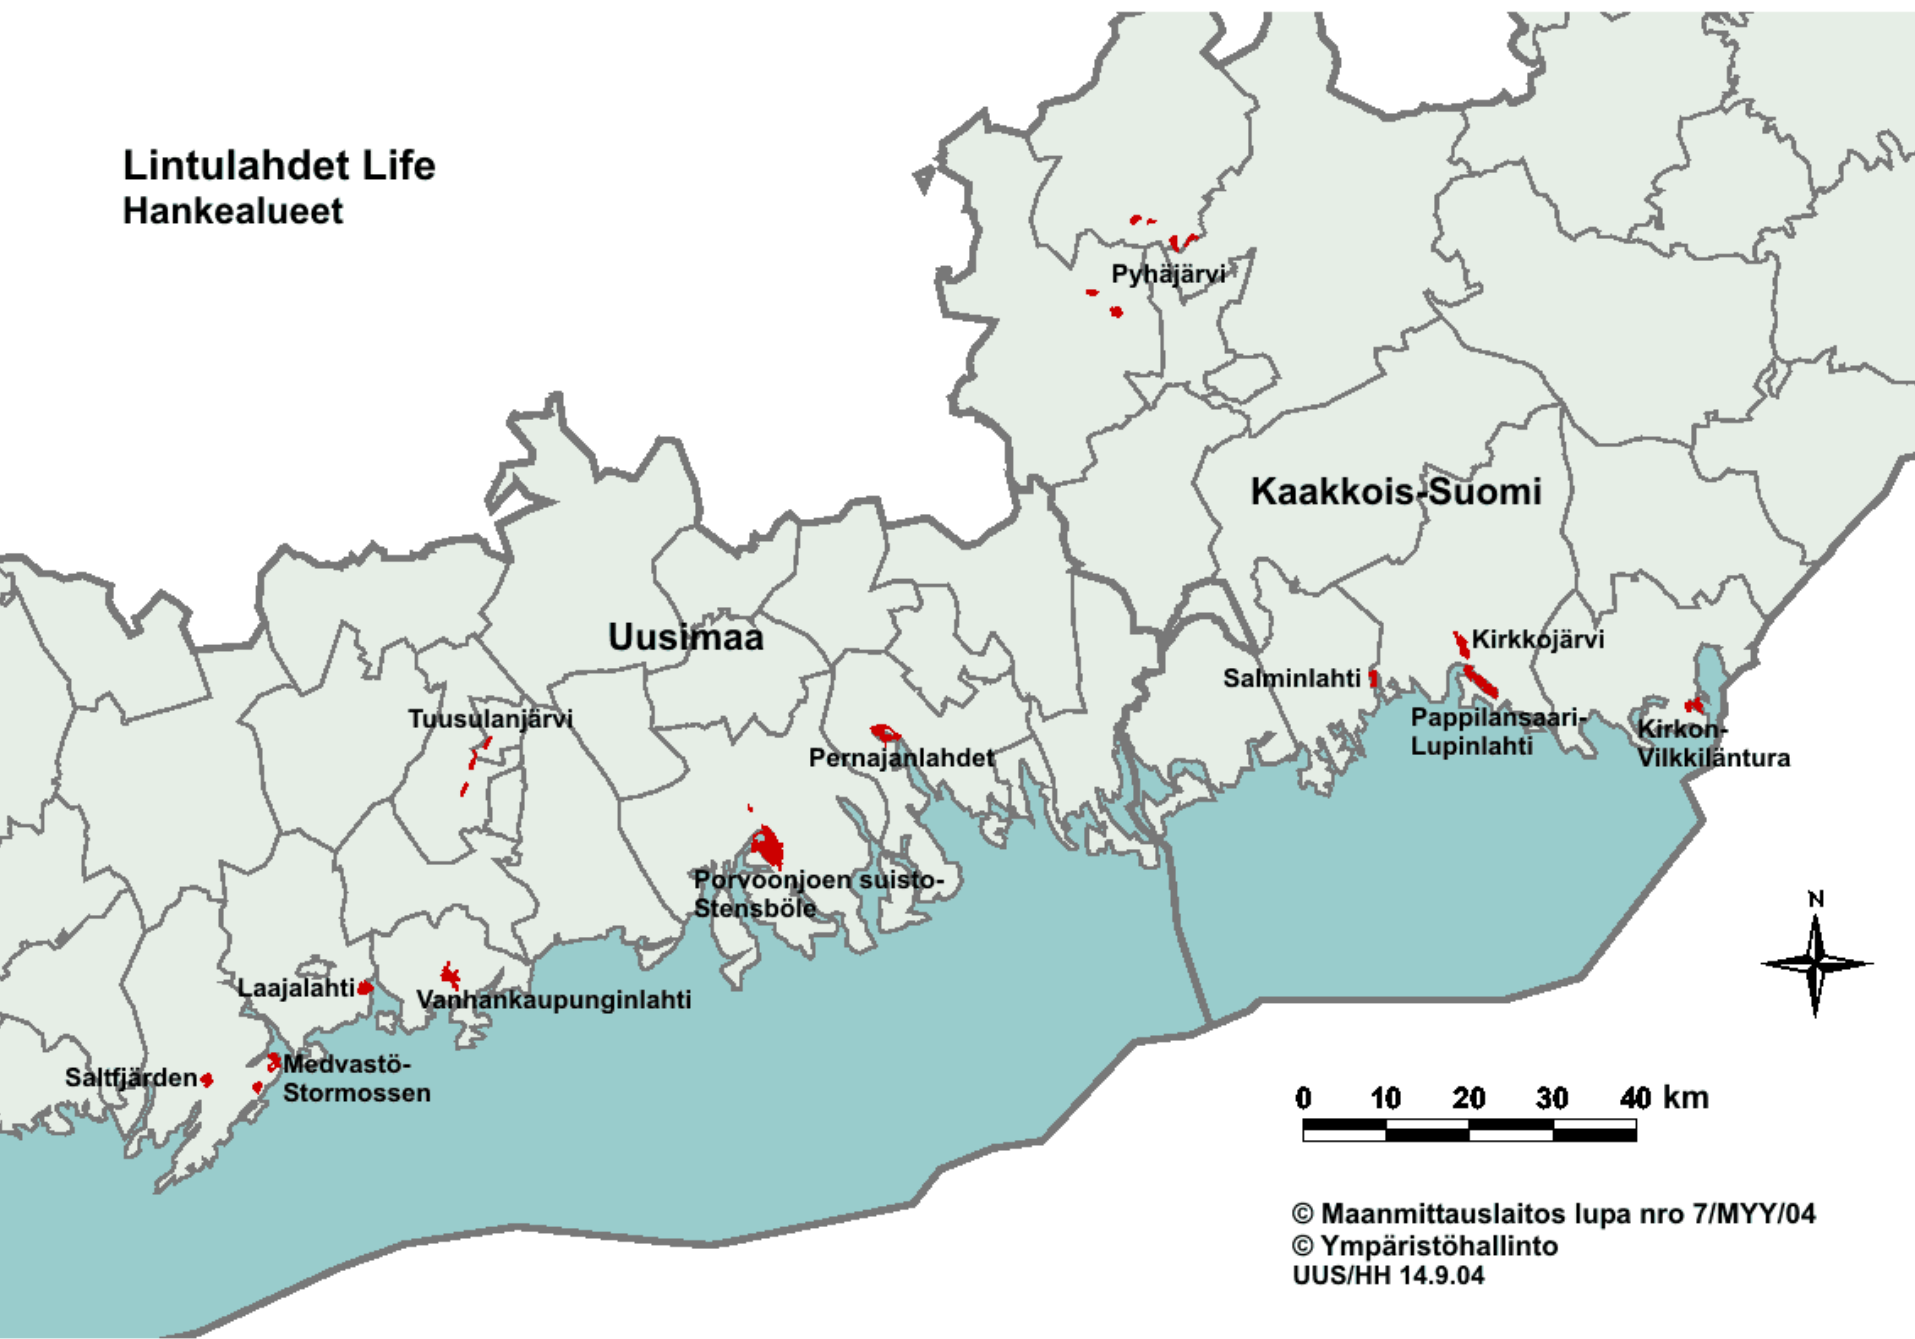 Lintulahdet Life
Hankealueet
Pyhäjärvi
Kaakkois-Suomi
Uusimaa
Kirkkojärvi
Salminlahti
Pappilansaari-
Lupinlahti
Kirkon-
Vilkkiläntura
Tuusulanjärvi
Pernajanlahdet
Porvoonjoen suisto-
Stensböle
Laajalahti
Vanhankaupunginlahti
Saltfjärden
Medvastö-
Stormossen
N
0 10 20 30 40 km
© Maanmittauslaitos lupa nro 7/MYY/04
© Ympäristöhallinto
UUS/HH 14.9.04